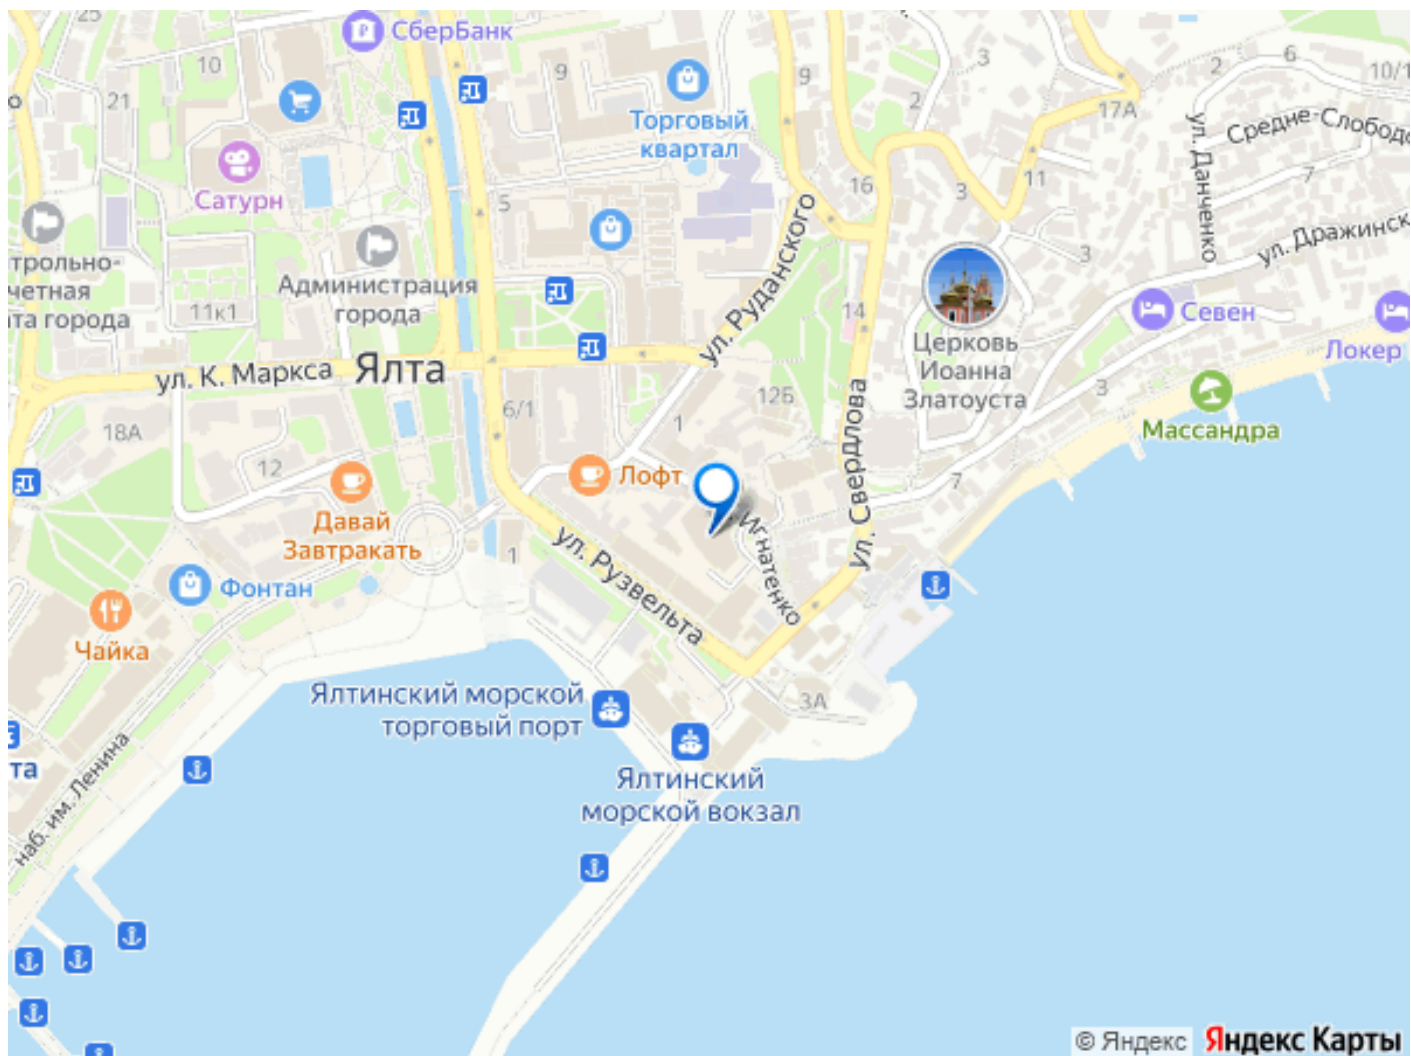 25
СберБанк
10
21
9
9
3
2
2
6
10/1
17А
Торговый
квартал
ул. Данченко
Средне-Слободс
Сатурн
5
16
3
11
7
ул. Руданского
ул. Дражинск
трольно-
четная
та города
Администрация
города
11к1
3
14
Севен
Локер
ул. К. Маркса
Ялта
Церковь
Иоанна
Златоуста
12Б
3
6/1
1
18А
Массандра
12
Лофт
ул. Свердлова
7
Давай
Завтракать
1
Игнатенко
ул. Рузвельта
Фонтан
Чайка
Ялтинский морской
торговый порт
3А
та
наб. им. Ленина
Ялтинский
морской вокзал
© Яндекс Яндекс Карты